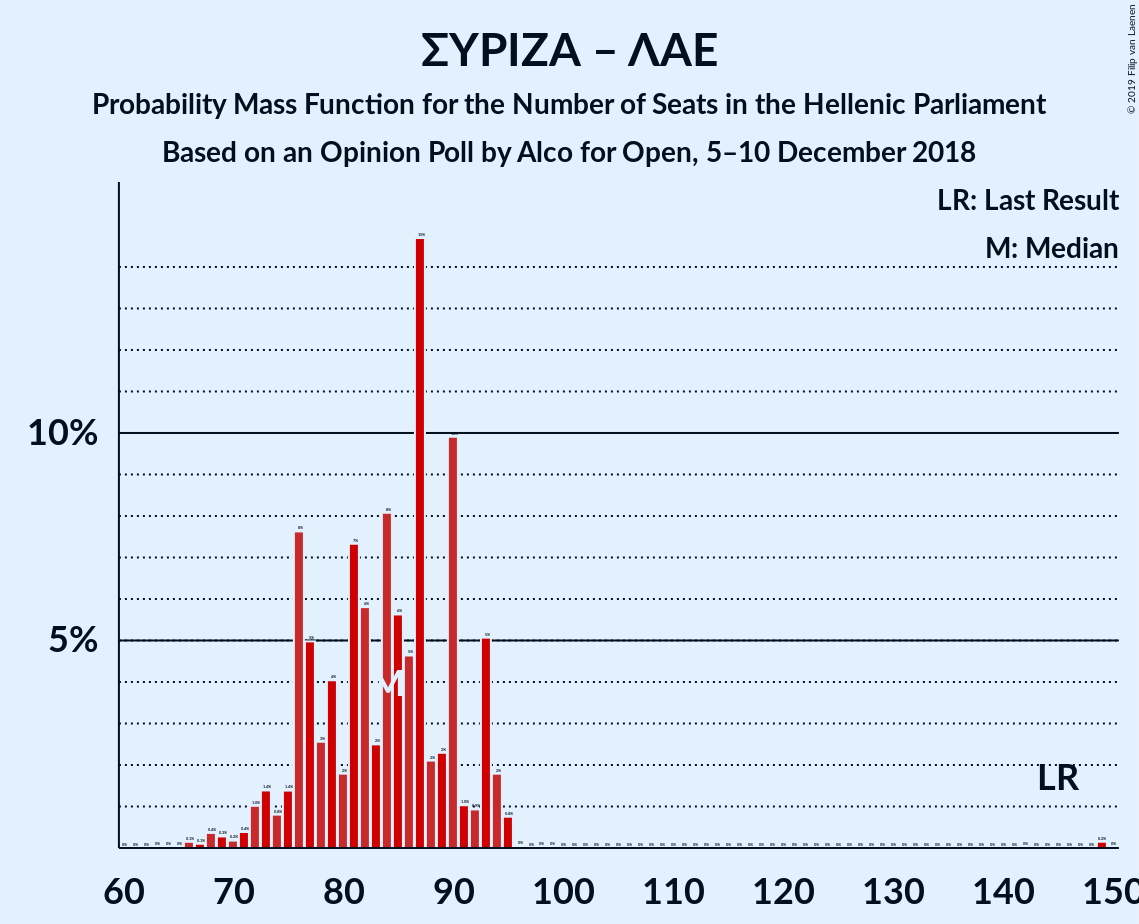 ΣΥΡΙΖΑ – ΛΑΕ
Probability Mass Function for the Number of Seats in the Hellenic Parliament
Based on an Opinion Poll by Alco for Open, 5–10 December 2018
© 2019 Filip van Laenen
LR: Last Result
M: Median
10%
5%
M
LR
60 70 80 90 100 110 120 130 140 150